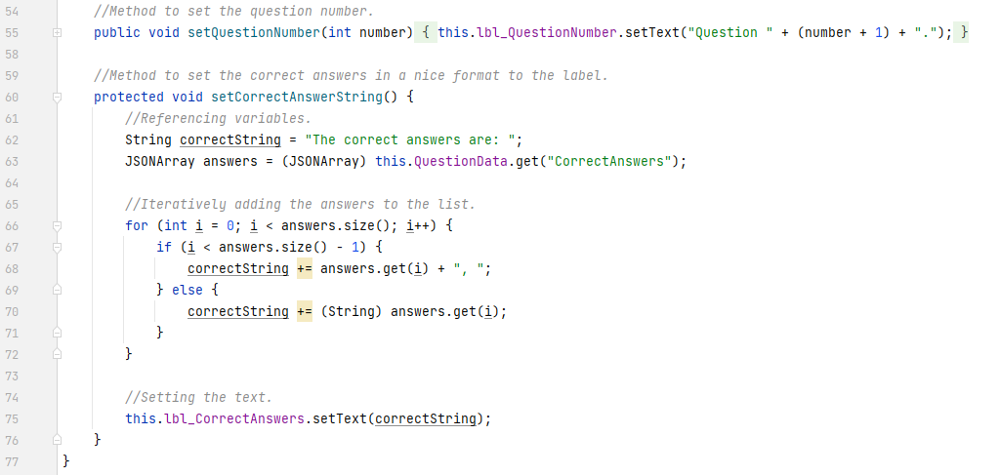 54 //Method to set the question number.
55 public void setQuestionNumber(int number) { this.lbl_QuestionNumber.setText("Question " + (number + 1) + "."); }
58
59 //Method to set the correct answers in a nice format to the label.
60 protected void setCorrectAnswerString() {
61 //Referencing variables.
62 String correctString = "The correct answers are: ";
63 JSONArray answers = (JSONArray) this.QuestionData.get("CorrectAnswers");
64
65 //Iteratively adding the answers to the list.
66 for (int i = 0; i < answers.size(); i++) {
67 if (i < answers.size() - 1) {
68 correctString += answers.get(i) + ", ";
69 } else {
70 correctString += (String) answers.get(i);
71 }
72 }
73
74 //Setting the text.
75 this.lbl_CorrectAnswers.setText(correctString);
76 }
77 }